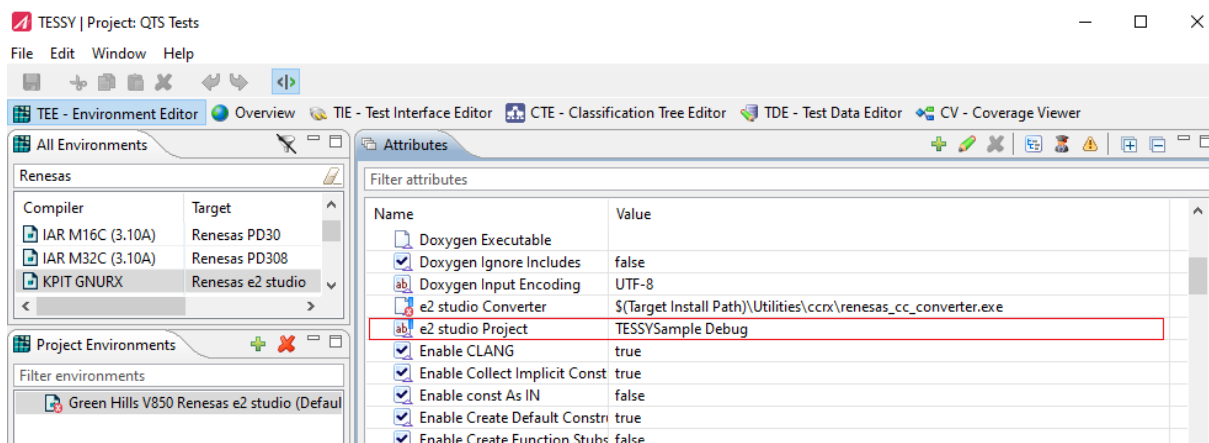 TESSY | Project: QTS Tests
File Edit Window Help
TEE - Environment Editor Overview TIE - Test Interface Editor CTE - Classification Tree Editor TDE - Test Data Editor CV - Coverage Viewer
All Environments
Renesas
Compiler Target
IAR M16C (3.10A) Renesas PD30
IAR M32C (3.10A) Renesas PD308
KPIT GNURX Renesas e2 studio
Project Environments
Filter environments
Green Hills V850 Renesas e2 studio (Defaul
Attributes
Filter attributes
Name Value
Doxygen Executable
Doxygen Ignore Includes false
Doxygen Input Encoding UTF-8
e2 studio Converter $(Target Install Path)\Utilities\ccrx\renesas_cc_converter.exe
e2 studio Project TESSYSample Debug
Enable CLANG true
Enable Collect Implicit Const true
Enable const As IN false
Enable Create Default Constru true
Enable Create Function Stubs false